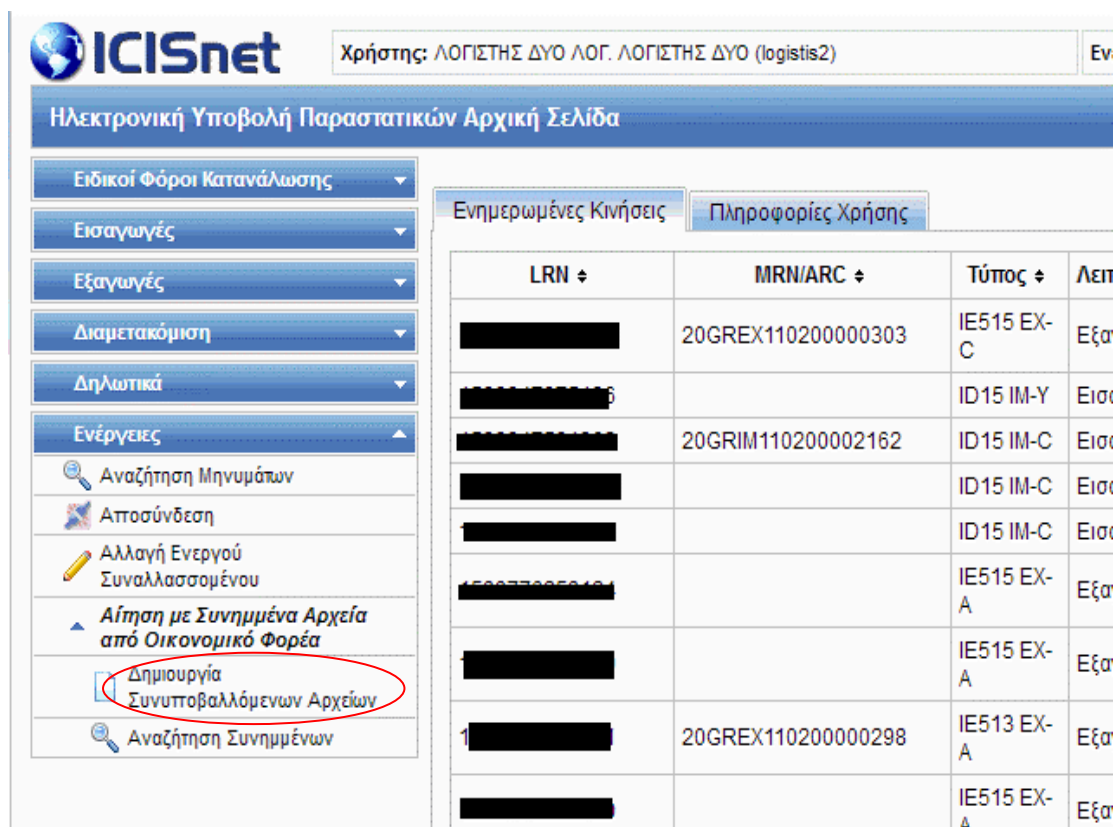 ICISnet
Χρήστης: ΛΟΓΙΣΤΗΣ ΔΥΟ ΛΟΓ. ΛΟΓΙΣΤΗΣ ΔΥΟ (logistis2)
Ηλεκτρονική Υποβολή Παραστατικών Αρχική Σελίδα
Ειδικοί Φόροι Κατανάλωσης
Εισαγωγές
Εξαγωγές
Διαμετακόμιση
Δηλωτικά
Ενέργειες
Αναζήτηση Μηνυμάτων
Αποσύνδεση
Αλλαγή Ενεργού
Συναλλασσομένου
Αίτηση με Συνημμένα Αρχεία
από Οικονομικό Φορέα
Δημιουργία
Συνυποβαλλόμενων Αρχείων
Αναζήτηση Συνημμένων
Ενημερωμένες Κινήσεις Πληροφορίες Χρήσης
LRN MRN/ARC Τύπος
20GREX110200000303 IE515 EX-
C
ID15 IM-Y
20GRIM110200002162 ID15 IM-C
ID15 IM-C
ID15 IM-C
IE515 EX-
A
IE515 EX-
A
20GREX110200000298 IE513 EX-
A
IE515 EX-